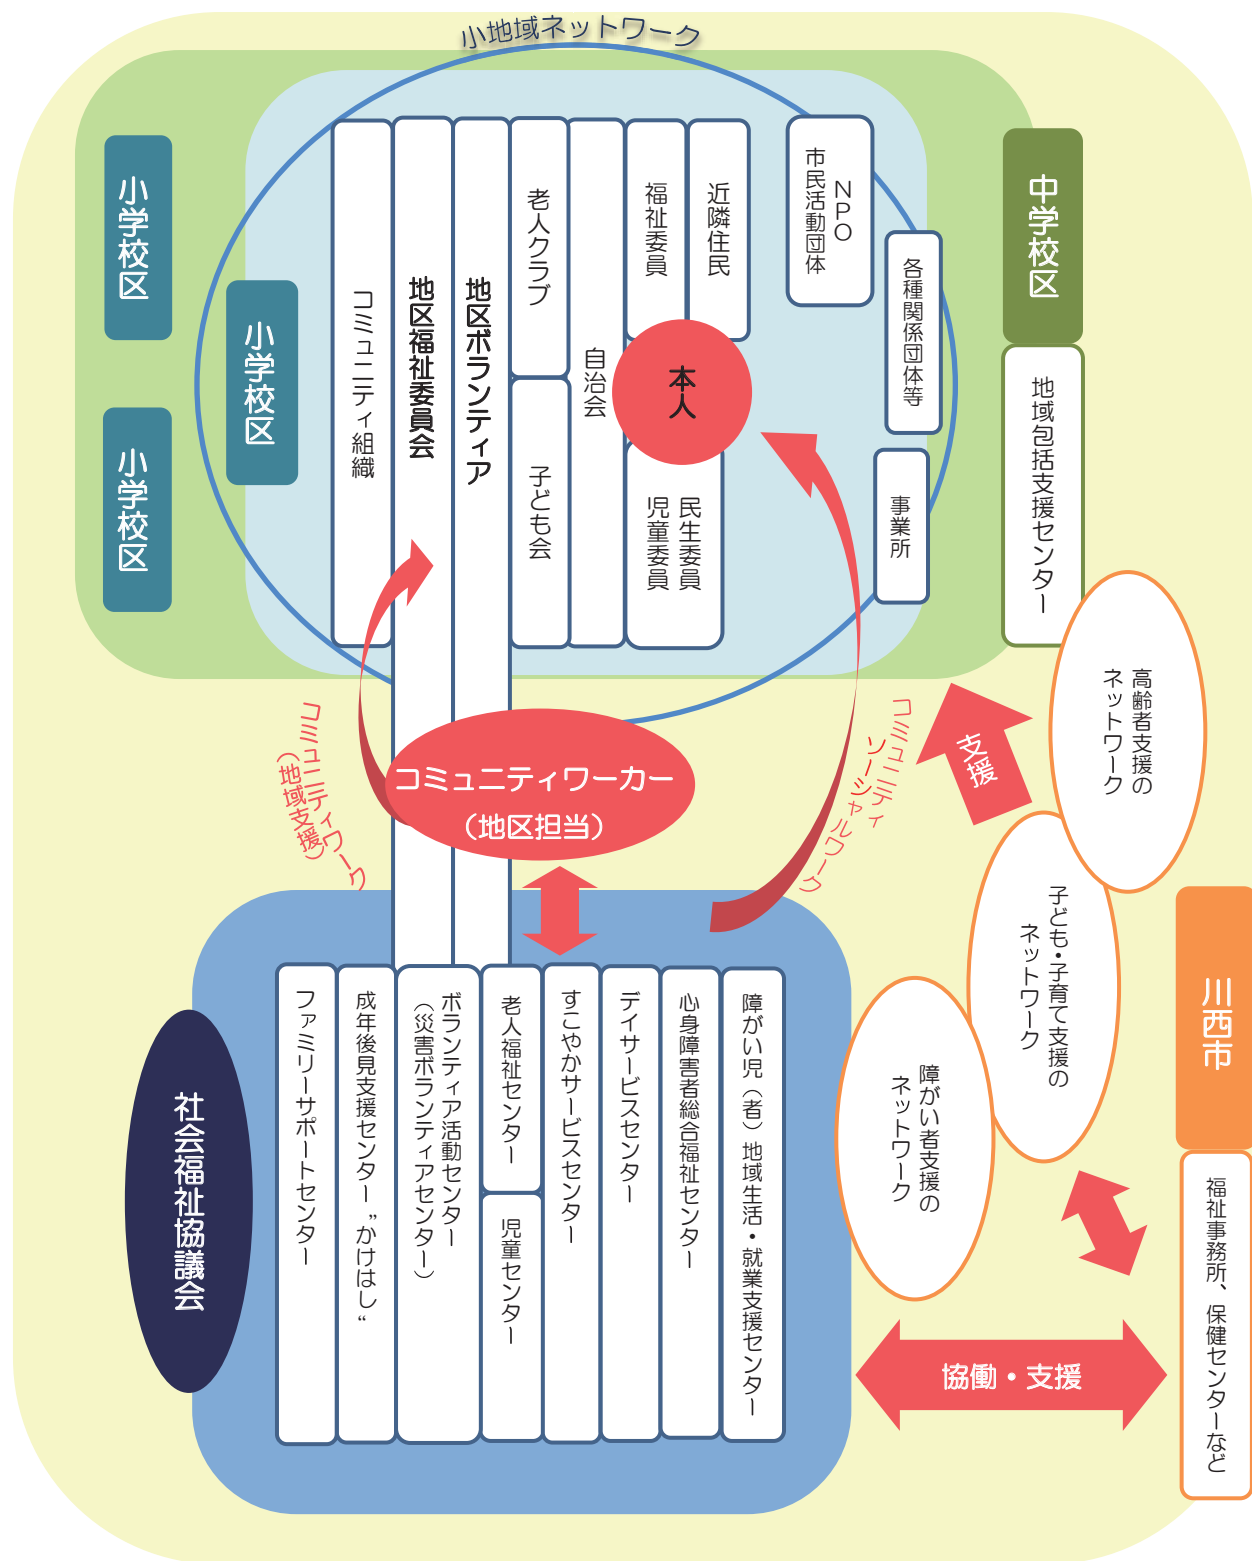 小地域ネットワーク
小学校区
小学校区
小学校区
コミュニティ組織
地区福祉委員会
地区ボランティア
老人クラブ
子ども会
自治会
福祉委員
近隣住民
本人
民生委員
児童委員
NPO
市民活動団体
各種関係団体等
事業所
中学校区
地域包括支援センター
コミュニティワーク
（地域支援）
コミュニティワーカー
（地区担当）
コミュニティ
ソーシャルワーク
支援
高齢者支援の
ネットワーク
子ども・子育て支援の
ネットワーク
障がい者支援の
ネットワーク
川西市
福祉事務所、保健センターなど
協働・支援
社会福祉協議会
ファミリーサポートセンター
成年後見支援センター”かけはし“
ボランティア活動センター
（災害ボランティアセンター）
老人福祉センター
児童センター
すこやかサービスセンター
デイサービスセンター
心身障害者総合福祉センター
障がい児（者）地域生活・就業支援センター